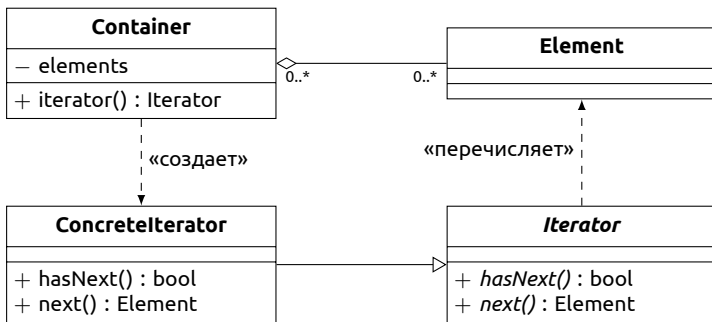 Container
− elements
+ iterator() : Iterator
0..*
0..*
Element
«создает»
«перечисляет»
ConcreteIterator
+ hasNext() : bool
+ next() : Element
Iterator
+ hasNext() : bool
+ next() : Element